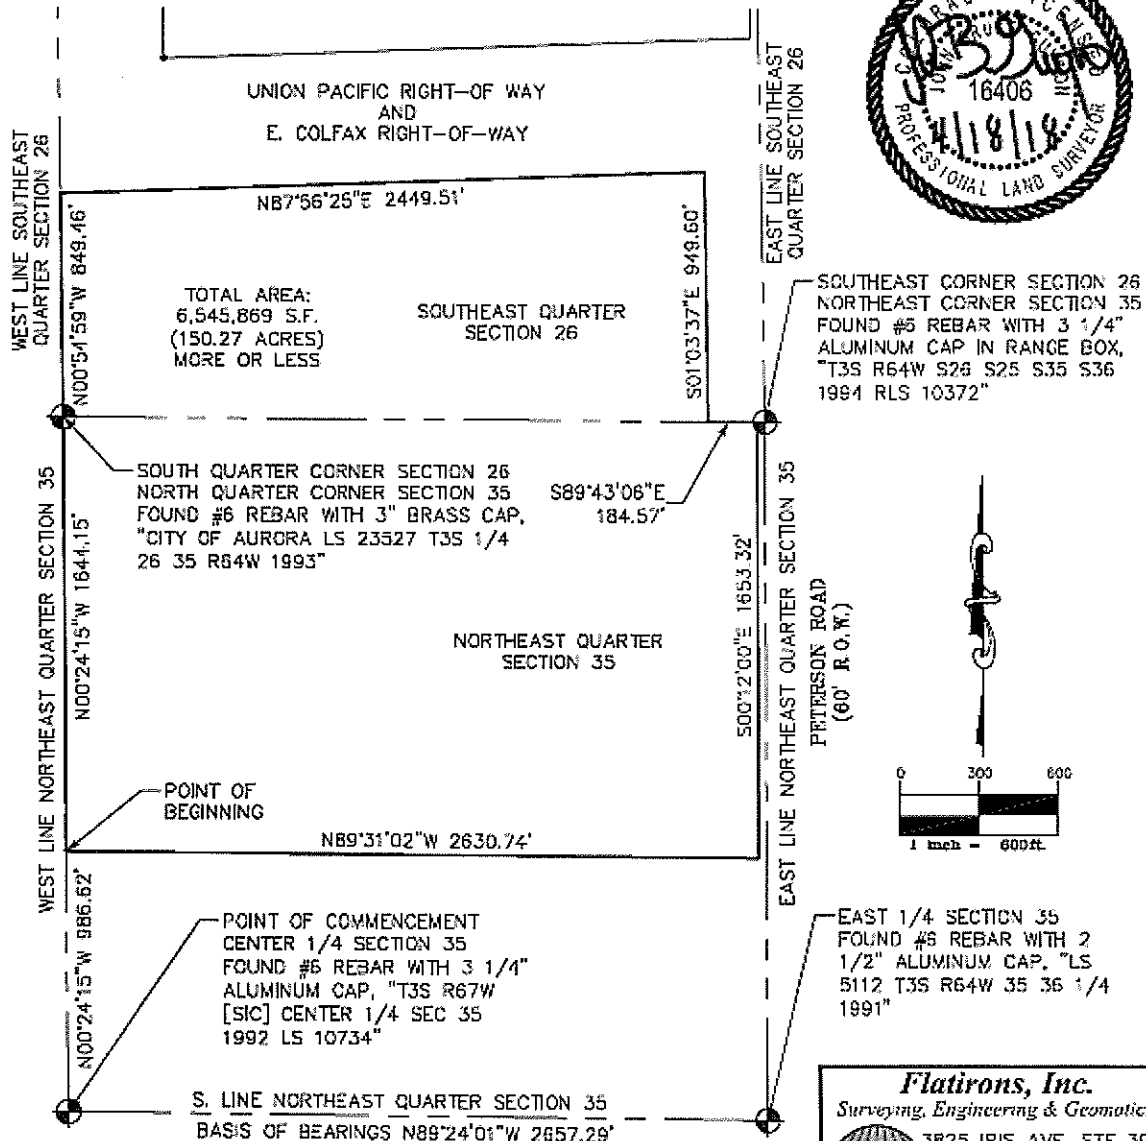 UNION PACIFIC RIGHT-OF WAY
AND
E. COLFAX RIGHT-OF-WAY
WEST LINE SOUTHEAST
QUARTER SECTION 26
EAST LINE SOUTHEAST
QUARTER SECTION 26
16406
4/18/18
PROFESSIONAL LAND SURVEYOR
N87°56'25"E 2449.51'
N00°54'59"W 849.46'
TOTAL AREA:
6,545,869 S.F.
(150.27 ACRES)
MORE OR LESS
SOUTHEAST QUARTER
SECTION 26
S01°03'37"E 949.60'
SOUTHEAST CORNER SECTION 26
NORTHEAST CORNER SECTION 35
FOUND #6 REBAR WITH 3 1/4"
ALUMINUM CAP IN RANGE BOX,
"T3S R64W S26 S25 S35 S36
1994 RLS 10372"
SOUTH QUARTER CORNER SECTION 26
NORTH QUARTER CORNER SECTION 35
FOUND #6 REBAR WITH 3" BRASS CAP,
"CITY OF AURORA LS 23527 T3S 1/4
26 35 R64W 1993"
S89°43'06"E
184.57'
WEST LINE NORTHEAST QUARTER SECTION 35
N00°24'15"W 1644.15'
NORTHEAST QUARTER
SECTION 35
S00°12'00"E 1653.32'
EAST LINE NORTHEAST QUARTER SECTION 35
PETERSON ROAD
(60' R.O.W.)
0 300 600
1 inch = 600ft.
POINT OF
BEGINNING
N89°31'02"W 2630.74'
N00°24'15"W 986.62'
POINT OF COMMENCEMENT
CENTER 1/4 SECTION 35
FOUND #6 REBAR WITH 3 1/4"
ALUMINUM CAP, "T3S R67W
[SIC] CENTER 1/4 SEC 35
1992 LS 10734"
EAST 1/4 SECTION 35
FOUND #6 REBAR WITH 2
1/2" ALUMINUM CAP. "LS
5112 T3S R64W 35 36 1/4
1991"
S. LINE NORTHEAST QUARTER SECTION 35
BASIS OF BEARINGS N89°24'01"W 2657.29'
Flatirons, Inc.
Surveying, Engineering & Geomatic
3825 IRIS AVE, STE 39